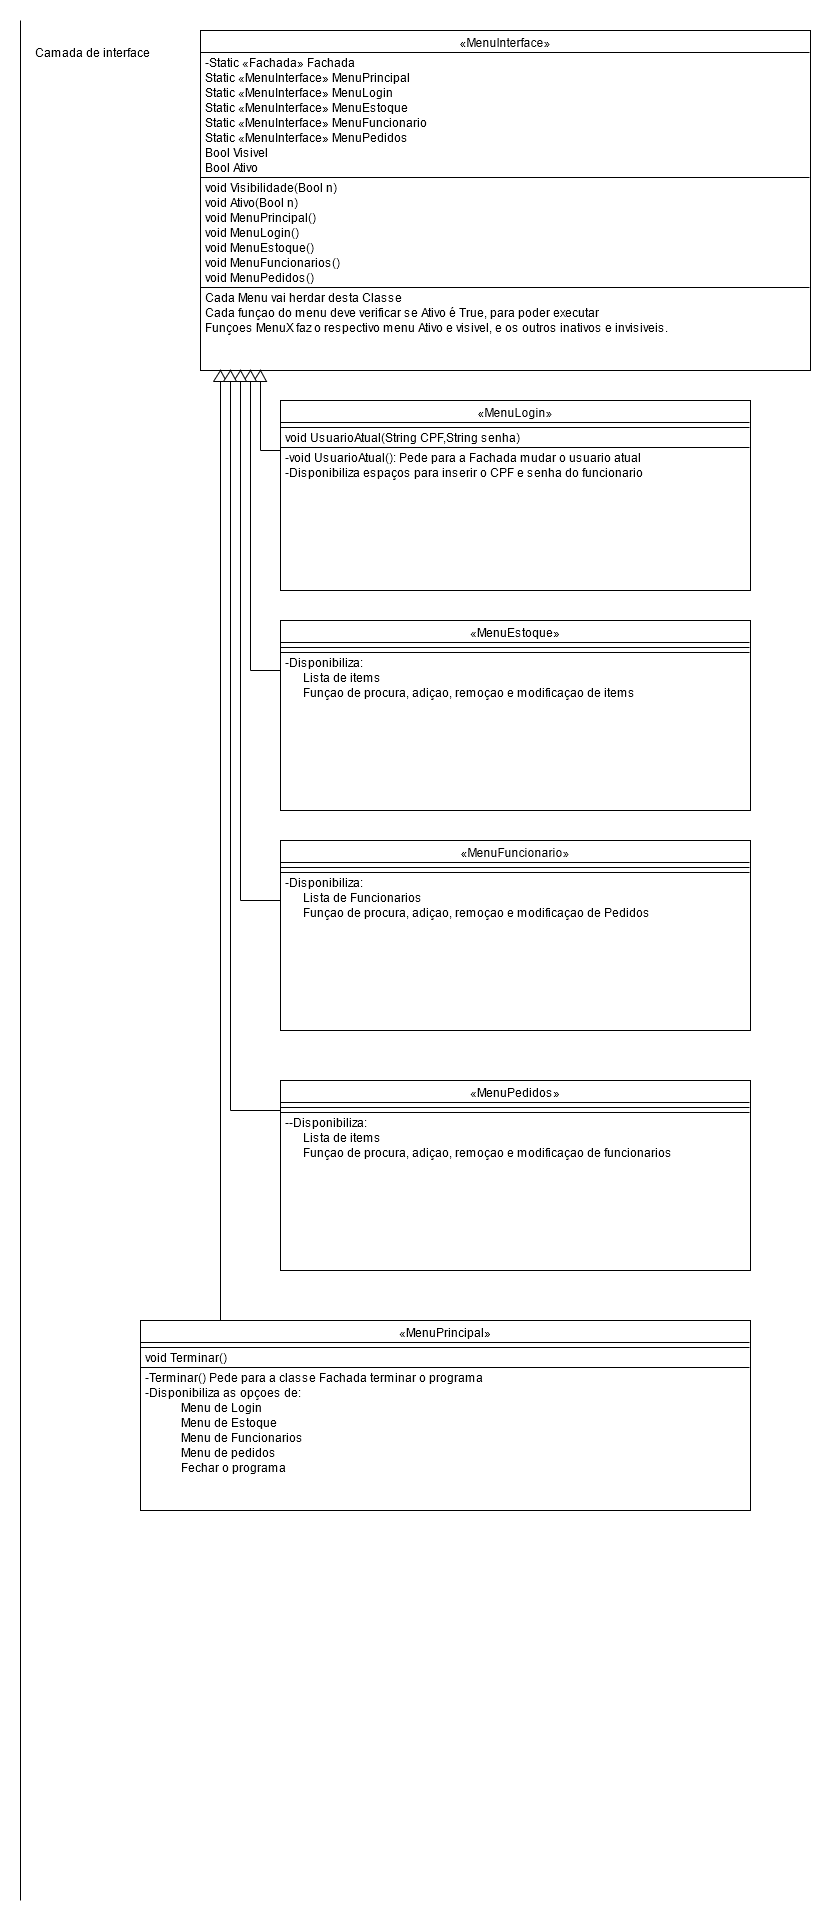 Camada de interface
«MenuInterface»
-Static «Fachada» Fachada
Static «MenuInterface» MenuPrincipal
Static «MenuInterface» MenuLogin
Static «MenuInterface» MenuEstoque
Static «MenuInterface» MenuFuncionario
Static «MenuInterface» MenuPedidos
Bool Visivel
Bool Ativo
void Visibilidade(Bool n)
void Ativo(Bool n)
void MenuPrincipal()
void MenuLogin()
void MenuEstoque()
void MenuFuncionarios()
void MenuPedidos()
Cada Menu vai herdar desta Classe
Cada funçao do menu deve verificar se Ativo é True, para poder executar
Funçoes MenuX faz o respectivo menu Ativo e visivel, e os outros inativos e invisiveis.
«MenuLogin»
void UsuarioAtual(String CPF,String senha)
-void UsuarioAtual(): Pede para a Fachada mudar o usuario atual
-Disponibiliza espaços para inserir o CPF e senha do funcionario
«MenuEstoque»
-Disponibiliza:
Lista de items
Funçao de procura, adiçao, remoçao e modificaçao de items
«MenuFuncionario»
-Disponibiliza:
Lista de Funcionarios
Funçao de procura, adiçao, remoçao e modificaçao de Pedidos
«MenuPedidos»
--Disponibiliza:
Lista de items
Funçao de procura, adiçao, remoçao e modificaçao de funcionarios
«MenuPrincipal»
void Terminar()
-Terminar() Pede para a classe Fachada terminar o programa
-Disponibiliza as opçoes de:
Menu de Login
Menu de Estoque
Menu de Funcionarios
Menu de pedidos
Fechar o programa